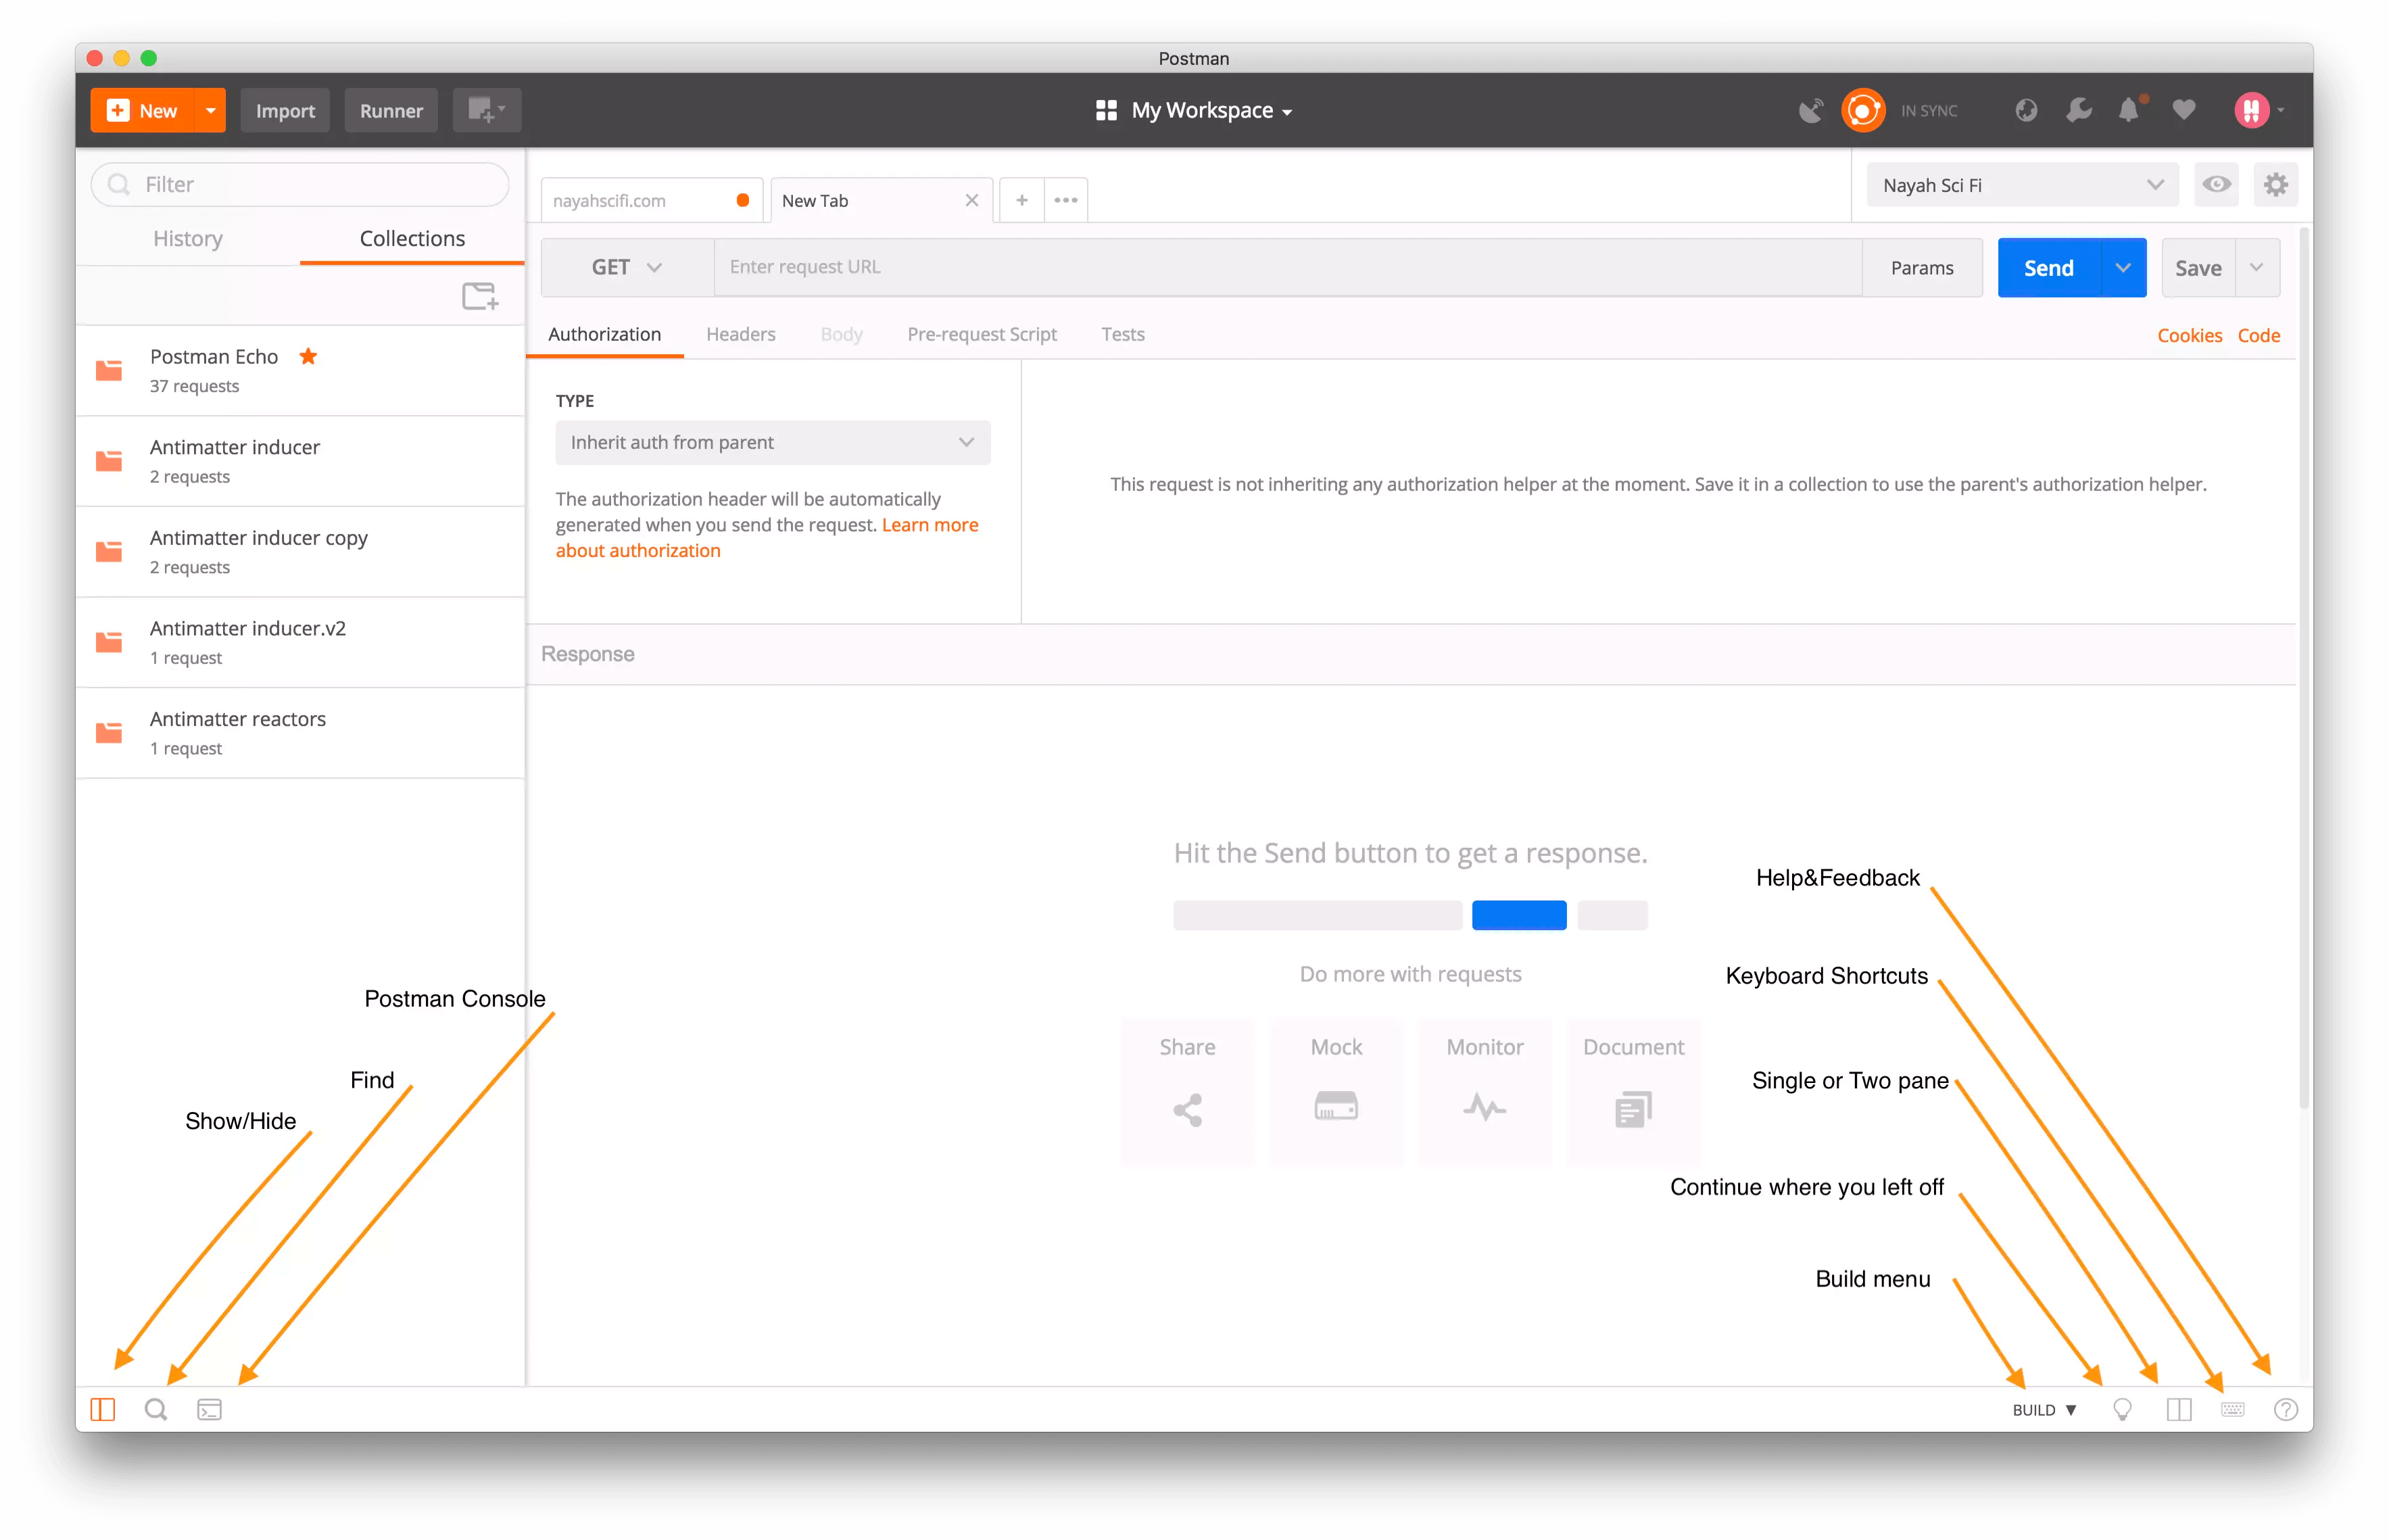 Postman
New
Import
Runner
My Workspace
IN SYNC
Filter
History
Collections
Postman Echo
37 requests
Antimatter inducer
2 requests
Antimatter inducer copy
2 requests
Antimatter inducer.v2
1 request
Antimatter reactors
1 request
nayahscifi.com
New Tab
Nayah Sci Fi
GET
Enter request URL
Params
Send
Save
Authorization
Headers
Body
Pre-request Script
Tests
Cookies
Code
TYPE
Inherit auth from parent
The authorization header will be automatically
generated when you send the request. Learn more
about authorization
This request is not inheriting any authorization helper at the moment. Save it in a collection to use the parent's authorization helper.
Response
Hit the Send button to get a response.
Do more with requests
Share
Mock
Monitor
Document
Postman Console
Find
Show/Hide
Help&Feedback
Keyboard Shortcuts
Single or Two pane
Continue where you left off
Build menu
BUILD